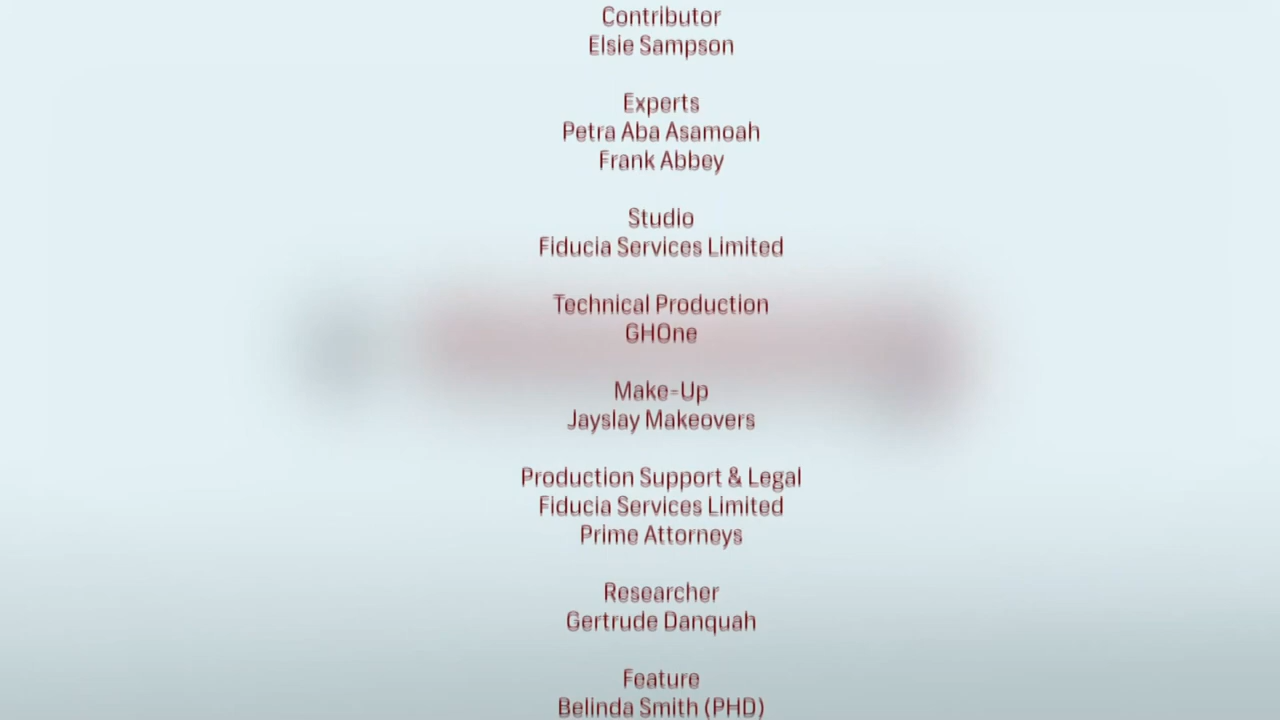 Contributor
Elsie Sampson
Experts
Petra Aba Asamoah
Frank Abbey
Studio
Fiducia Services Limited
Technical Production
GHOne
Make-Up
Jayslay Makeovers
Production Support & Legal
Fiducia Services Limited
Prime Attorneys
Researcher
Gertrude Danquah
Feature
Belinda Smith (PHD)